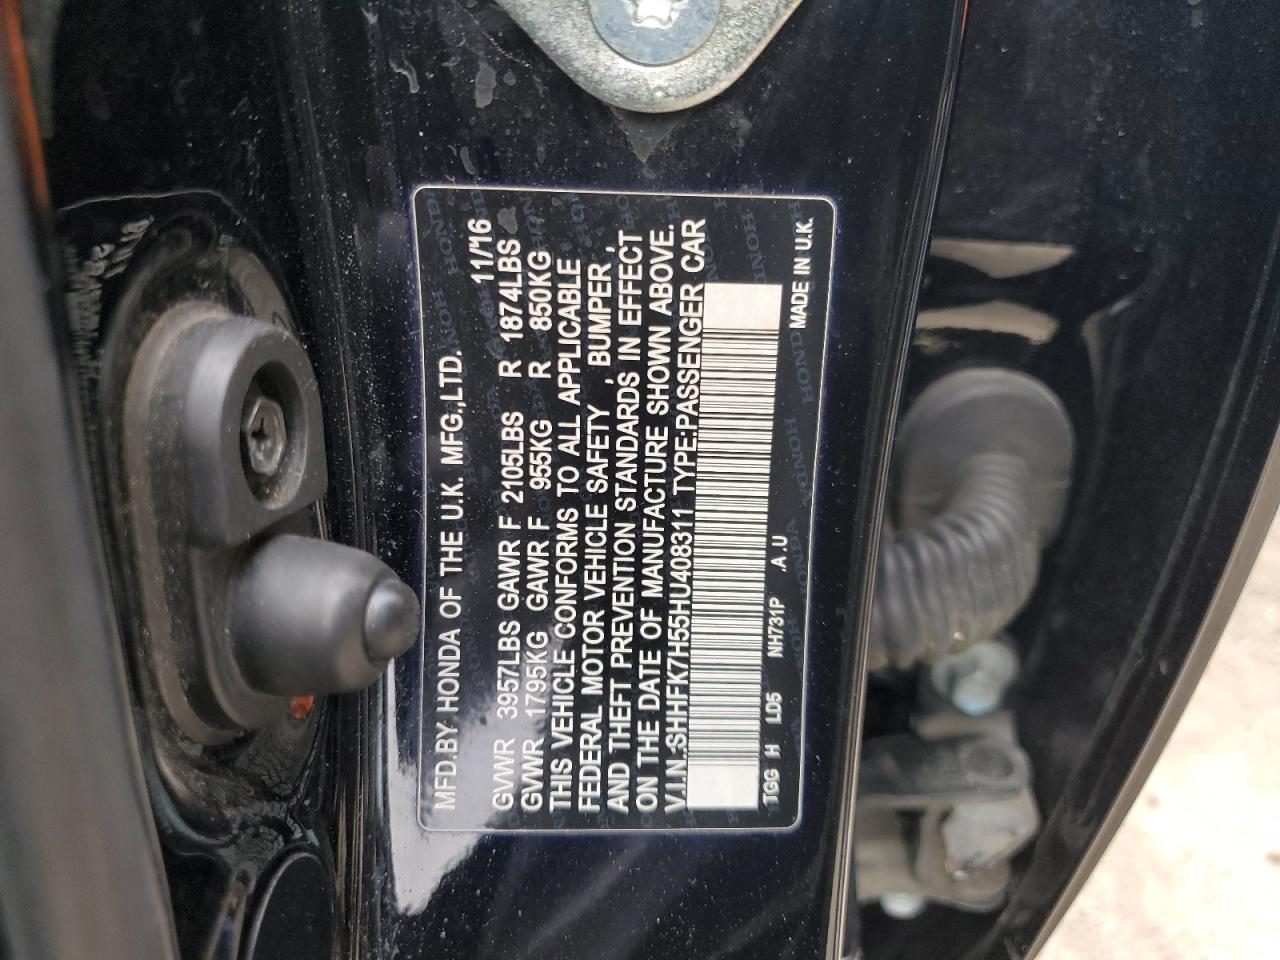 MFD.BY HONDA OF THE U.K. MFG.,LTD. 11/16
GVWR 3957LBS GAWR F 2105LBS R 1874LBS
GVWR 1795KG GAWR F 955KG R 850KG
THIS VEHICLE CONFORMS TO ALL APPLICABLE
FEDERAL MOTOR VEHICLE SAFETY , BUMPER ,
AND THEFT PREVENTION STANDARDS IN EFFECT
ON THE DATE OF MANUFACTURE SHOWN ABOVE.
V.I.N.:SHHFK7H55HU408311 TYPE:PASSENGER CAR
TGG H LD5 NH731P A.U MADE IN U.K.